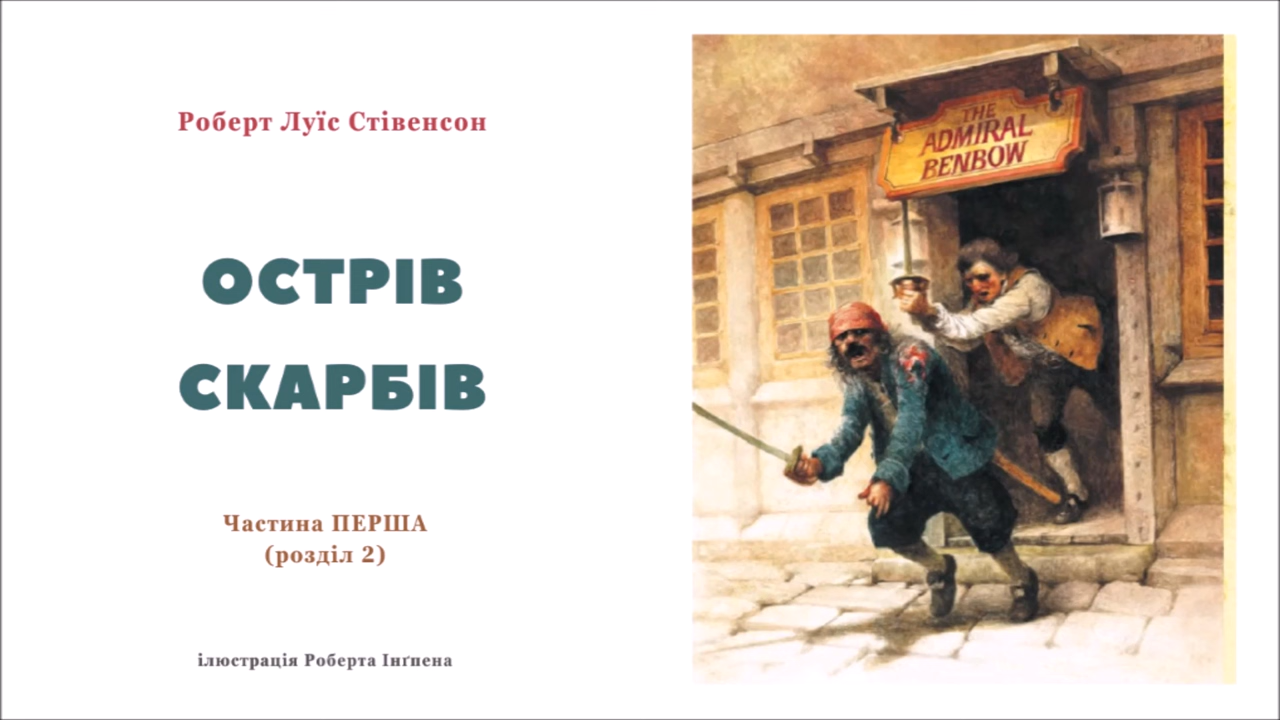 Роберт Луїс Стівенсон
ОСТРІВ
СКАРБІВ
Частина ПЕРША
(розділ 2)
ілюстрація Роберта Інґпена
THE
ADMIRAL
BENBOW